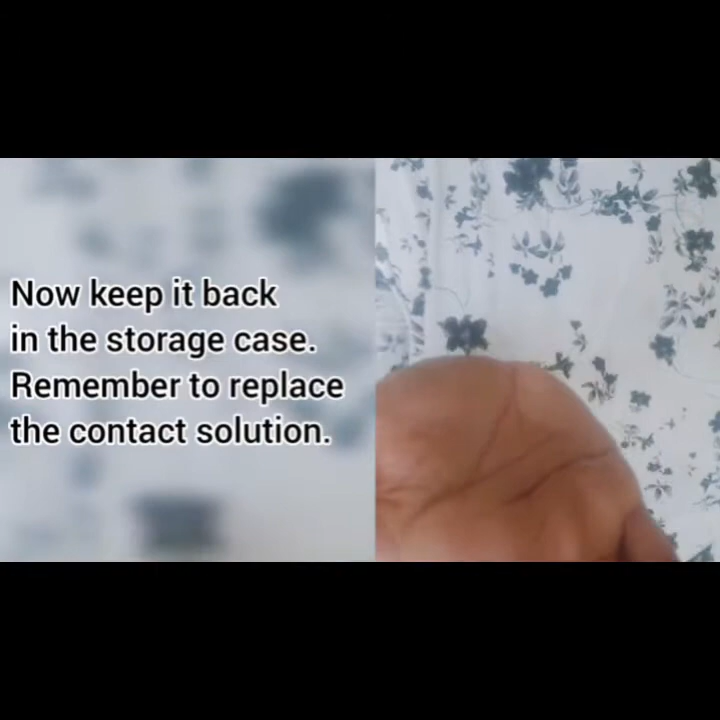 Now keep it back
in the storage case.
Remember to replace
the contact solution.